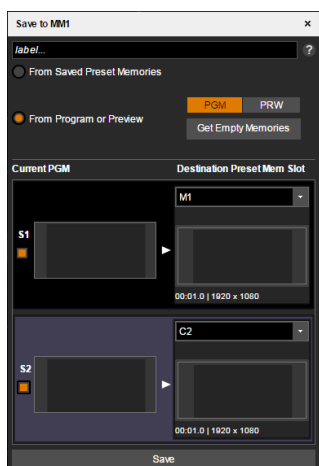 Save to MM1 ×
label... ?
From Saved Preset Memories
PGM PRW
From Program or Preview
Get Empty Memories
Current PGM Destination Preset Mem Slot
M1
S1
00:01.0 | 1920 x 1080
C2
S2
00:01.0 | 1920 x 1080
Save